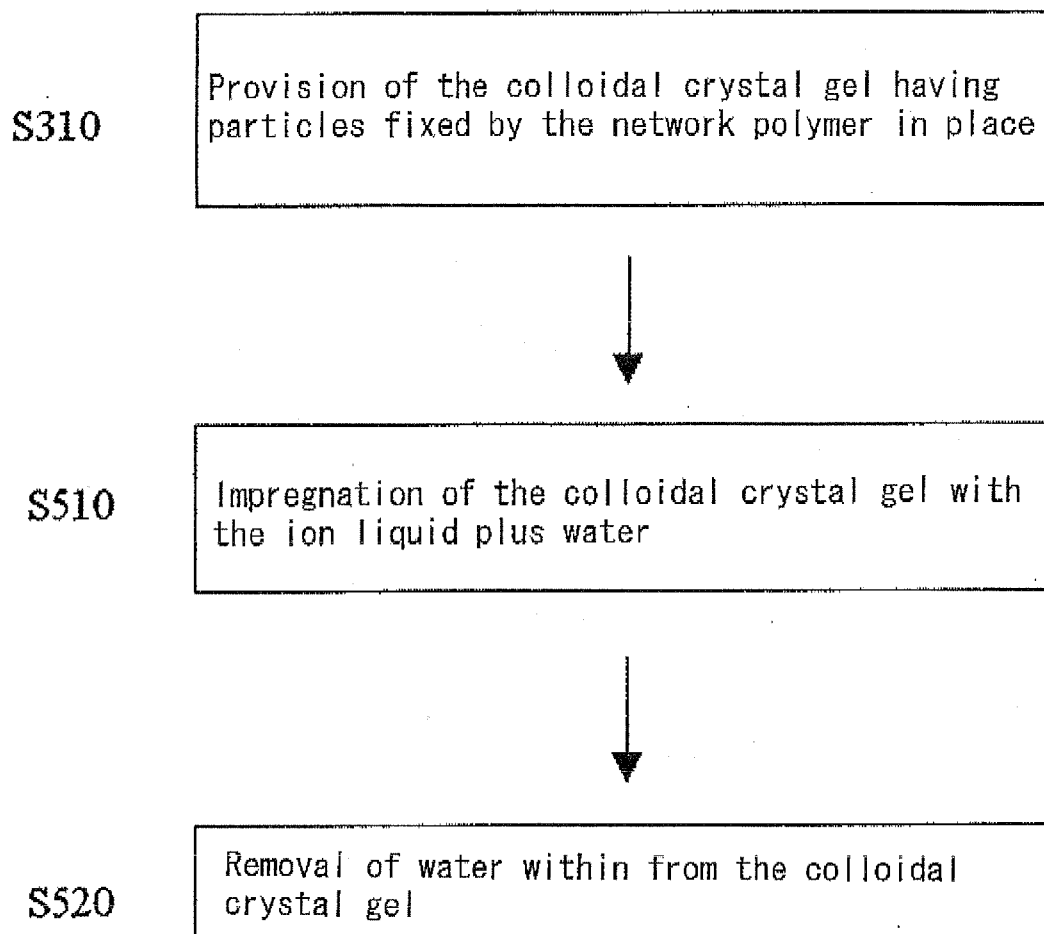 S310
Provision of the colloidal crystal gel having
particles fixed by the network polymer in place
S510
Impregnation of the colloidal crystal gel with
the ion liquid plus water
S520
Removal of water within from the colloidal
crystal gel